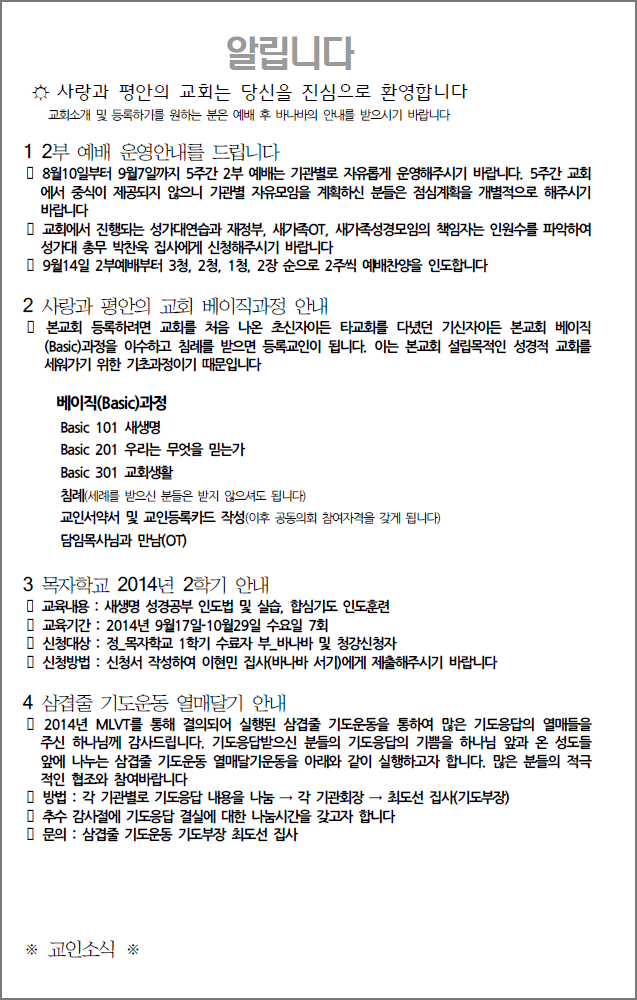 알립니다
☼ 사랑과 평안의 교회는 당신을 진심으로 환영합니다
교회소개 및 등록하기를 원하는 분은 예배 후 바나바의 안내를 받으시기 바랍니다
1 2부 예배 운영안내를 드립니다
▯ 8월10일부터 9월7일까지 5주간 2부 예배는 기관별로 자유롭게 운영해주시기 바랍니다. 5주간 교회
에서 중식이 제공되지 않으니 기관별 자유모임을 계획하신 분들은 점심계획을 개별적으로 해주시기
바랍니다
▯ 교회에서 진행되는 성가대연습과 재정부, 새가족OT, 새가족성경모임의 책임자는 인원수를 파악하여
성가대 총무 박찬욱 집사에게 신청해주시기 바랍니다
▯ 9월14일 2부예배부터 3청, 2청, 1청, 2장 순으로 2주씩 예배찬양을 인도합니다
2 사랑과 평안의 교회 베이직과정 안내
▯ 본교회 등록하려면 교회를 처음 나온 초신자이든 타교회를 다녔던 기신자이든 본교회 베이직
(Basic)과정을 이수하고 침례를 받으면 등록교인이 됩니다. 이는 본교회 설립목적인 성경적 교회를
세워가기 위한 기초과정이기 때문입니다
베이직(Basic)과정
Basic 101 새생명
Basic 201 우리는 무엇을 믿는가
Basic 301 교회생활
침례(세례를 받으신 분들은 받지 않으셔도 됩니다)
교인서약서 및 교인등록카드 작성(이후 공동의회 참여자격을 갖게 됩니다)
담임목사님과 만남(OT)
3 목자학교 2014년 2학기 안내
▯ 교육내용 : 새생명 성경공부 인도법 및 실습, 합심기도 인도훈련
▯ 교육기간 : 2014년 9월17일-10월29일 수요일 7회
▯ 신청대상 : 정_목자학교 1학기 수료자 부_바나바 및 청강신청자
▯ 신청방법 : 신청서 작성하여 이현민 집사(바나바 서기)에게 제출해주시기 바랍니다
4 삼겹줄 기도운동 열매달기 안내
▯ 2014년 MLVT를 통해 결의되어 실행된 삼겹줄 기도운동을 통하여 많은 기도응답의 열매들을
주신 하나님께 감사드립니다. 기도응답받으신 분들의 기도응답의 기쁨을 하나님 앞과 온 성도들
앞에 나누는 삼겹줄 기도운동 열매달기운동을 아래와 같이 실행하고자 합니다. 많은 분들의 적극
적인 협조와 참여바랍니다
▯ 방법 : 각 기관별로 기도응답 내용을 나눔 → 각 기관회장 → 최도선 집사(기도부장)
▯ 추수 감사절에 기도응답 결실에 대한 나눔시간을 갖고자 합니다
▯ 문의 : 삼겹줄 기도운동 기도부장 최도선 집사
※ 교인소식 ※